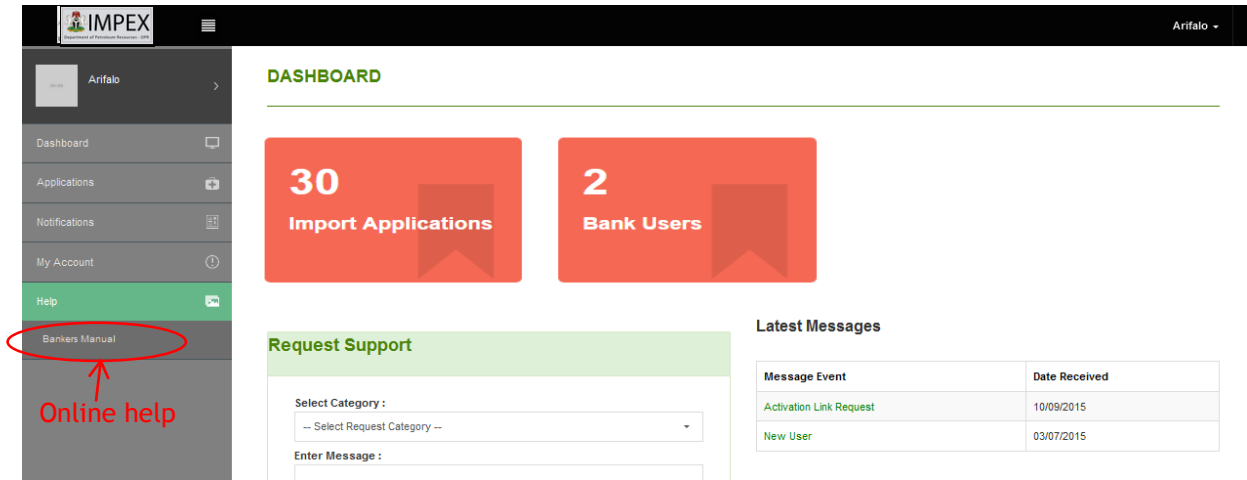 IMPEX
Department of Petroleum Resources - DPR
Arifalo
Arifalo
Dashboard
Applications
Notifications
My Account
Help
Bankers Manual
Online help
DASHBOARD
30
Import Applications
2
Bank Users
Request Support
Select Category :
-- Select Request Category --
Enter Message :
Latest Messages
Message Event Date Received
Activation Link Request 10/09/2015
New User 03/07/2015